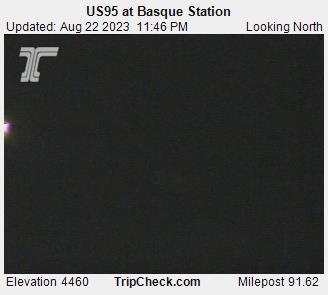 US95 at Basque Station
Updated: Aug 22 2023 11:46 PM Looking North
Elevation 4460 TripCheck.com Milepost 91.62